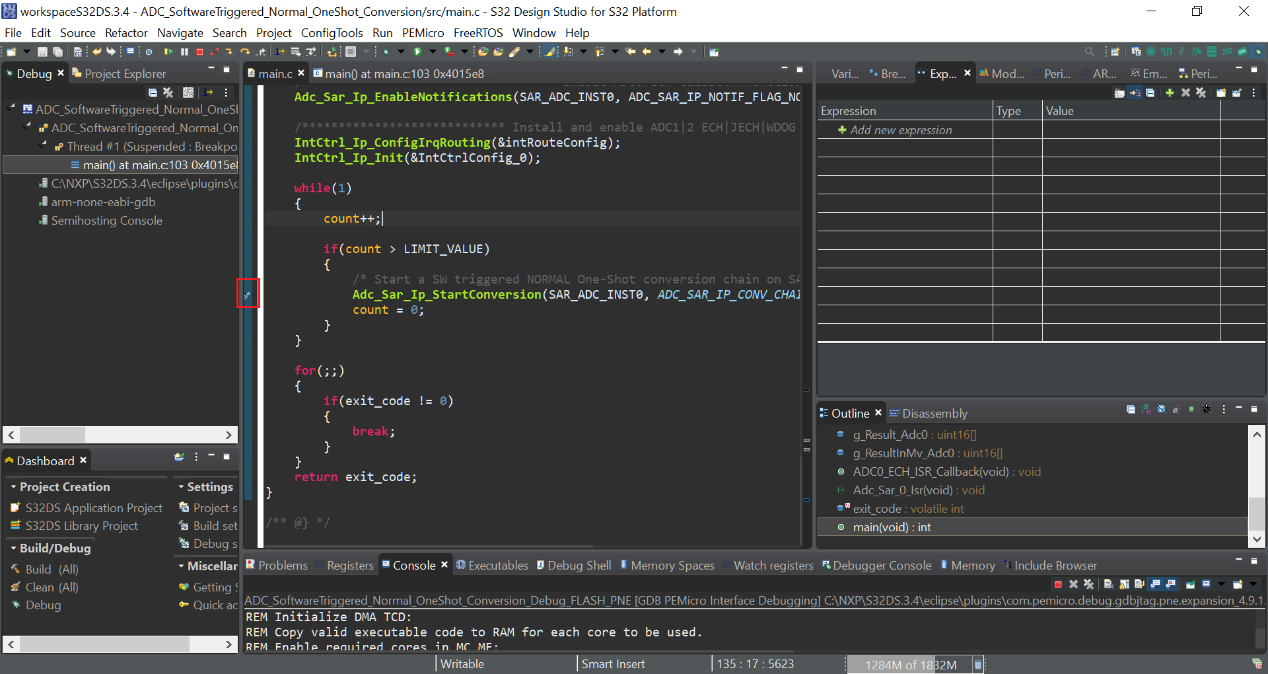 workspaceS32DS.3.4 - ADC_SoftwareTriggered_Normal_OneShot_Conversion/src/main.c - S32 Design Studio for S32 Platform
File Edit Source Refactor Navigate Search Project ConfigTools Run PEMicro FreeRTOS Window Help
Debug Project Explorer
ADC_SoftwareTriggered_Normal_OneSh
ADC_SoftwareTriggered_Normal_On
Thread #1 (Suspended : Breakpo
main() at main.c:103 0x4015e8
C:\NXP\S32DS.3.4\eclipse\plugins\c
arm-none-eabi-gdb
Semihosting Console
main.c main() at main.c:103 0x4015e8
Adc_Sar_Ip_EnableNotifications(SAR_ADC_INST0, ADC_SAR_IP_NOTIF_FLAG_NO
/**************************** Install and enable ADC1|2 ECH|JECH|WDOG
IntCtrl_Ip_ConfigIrqRouting(&intRouteConfig);
IntCtrl_Ip_Init(&IntCtrlConfig_0);
while(1)
{
count++;
if(count > LIMIT_VALUE)
{
/* Start a SW triggered NORMAL One-Shot conversion chain on SA
Adc_Sar_Ip_StartConversion(SAR_ADC_INST0, ADC_SAR_IP_CONV_CHAI
count = 0;
}
}
for(;;)
{
if(exit_code != 0)
{
break;
}
}
return exit_code;
}
/** @} */
Vari... Bre... Exp... Mod... Peri... AR... Em... Peri...
Expression Type Value
Add new expression
Outline Disassembly
g_Result_Adc0 : uint16[]
g_ResultInMv_Adc0 : uint16[]
ADC0_ECH_ISR_Callback(void) : void
Adc_Sar_0_Isr(void) : void
exit_code : volatile int
main(void) : int
Dashboard
Project Creation
S32DS Application Project
S32DS Library Project
Build/Debug
Build (All)
Clean (All)
Debug
Settings
Project s
Build set
Debug s
Miscellar
Getting S
Quick ac
Problems Registers Console Executables Debug Shell Memory Spaces Watch registers Debugger Console Memory Include Browser
ADC_SoftwareTriggered_Normal_OneShot_Conversion_Debug_FLASH_PNE [GDB PEMicro Interface Debugging] C:\NXP\S32DS.3.4\eclipse\plugins\com.pemicro.debug.gdbjtag.pne.expansion_4.9.1.
REM Initialize DMA TCD:
REM Copy valid executable code to RAM for each core to be used.
REM Enable required cores in MC_ME:
Writable Smart Insert 135 : 17 : 5623 1284M of 1832M